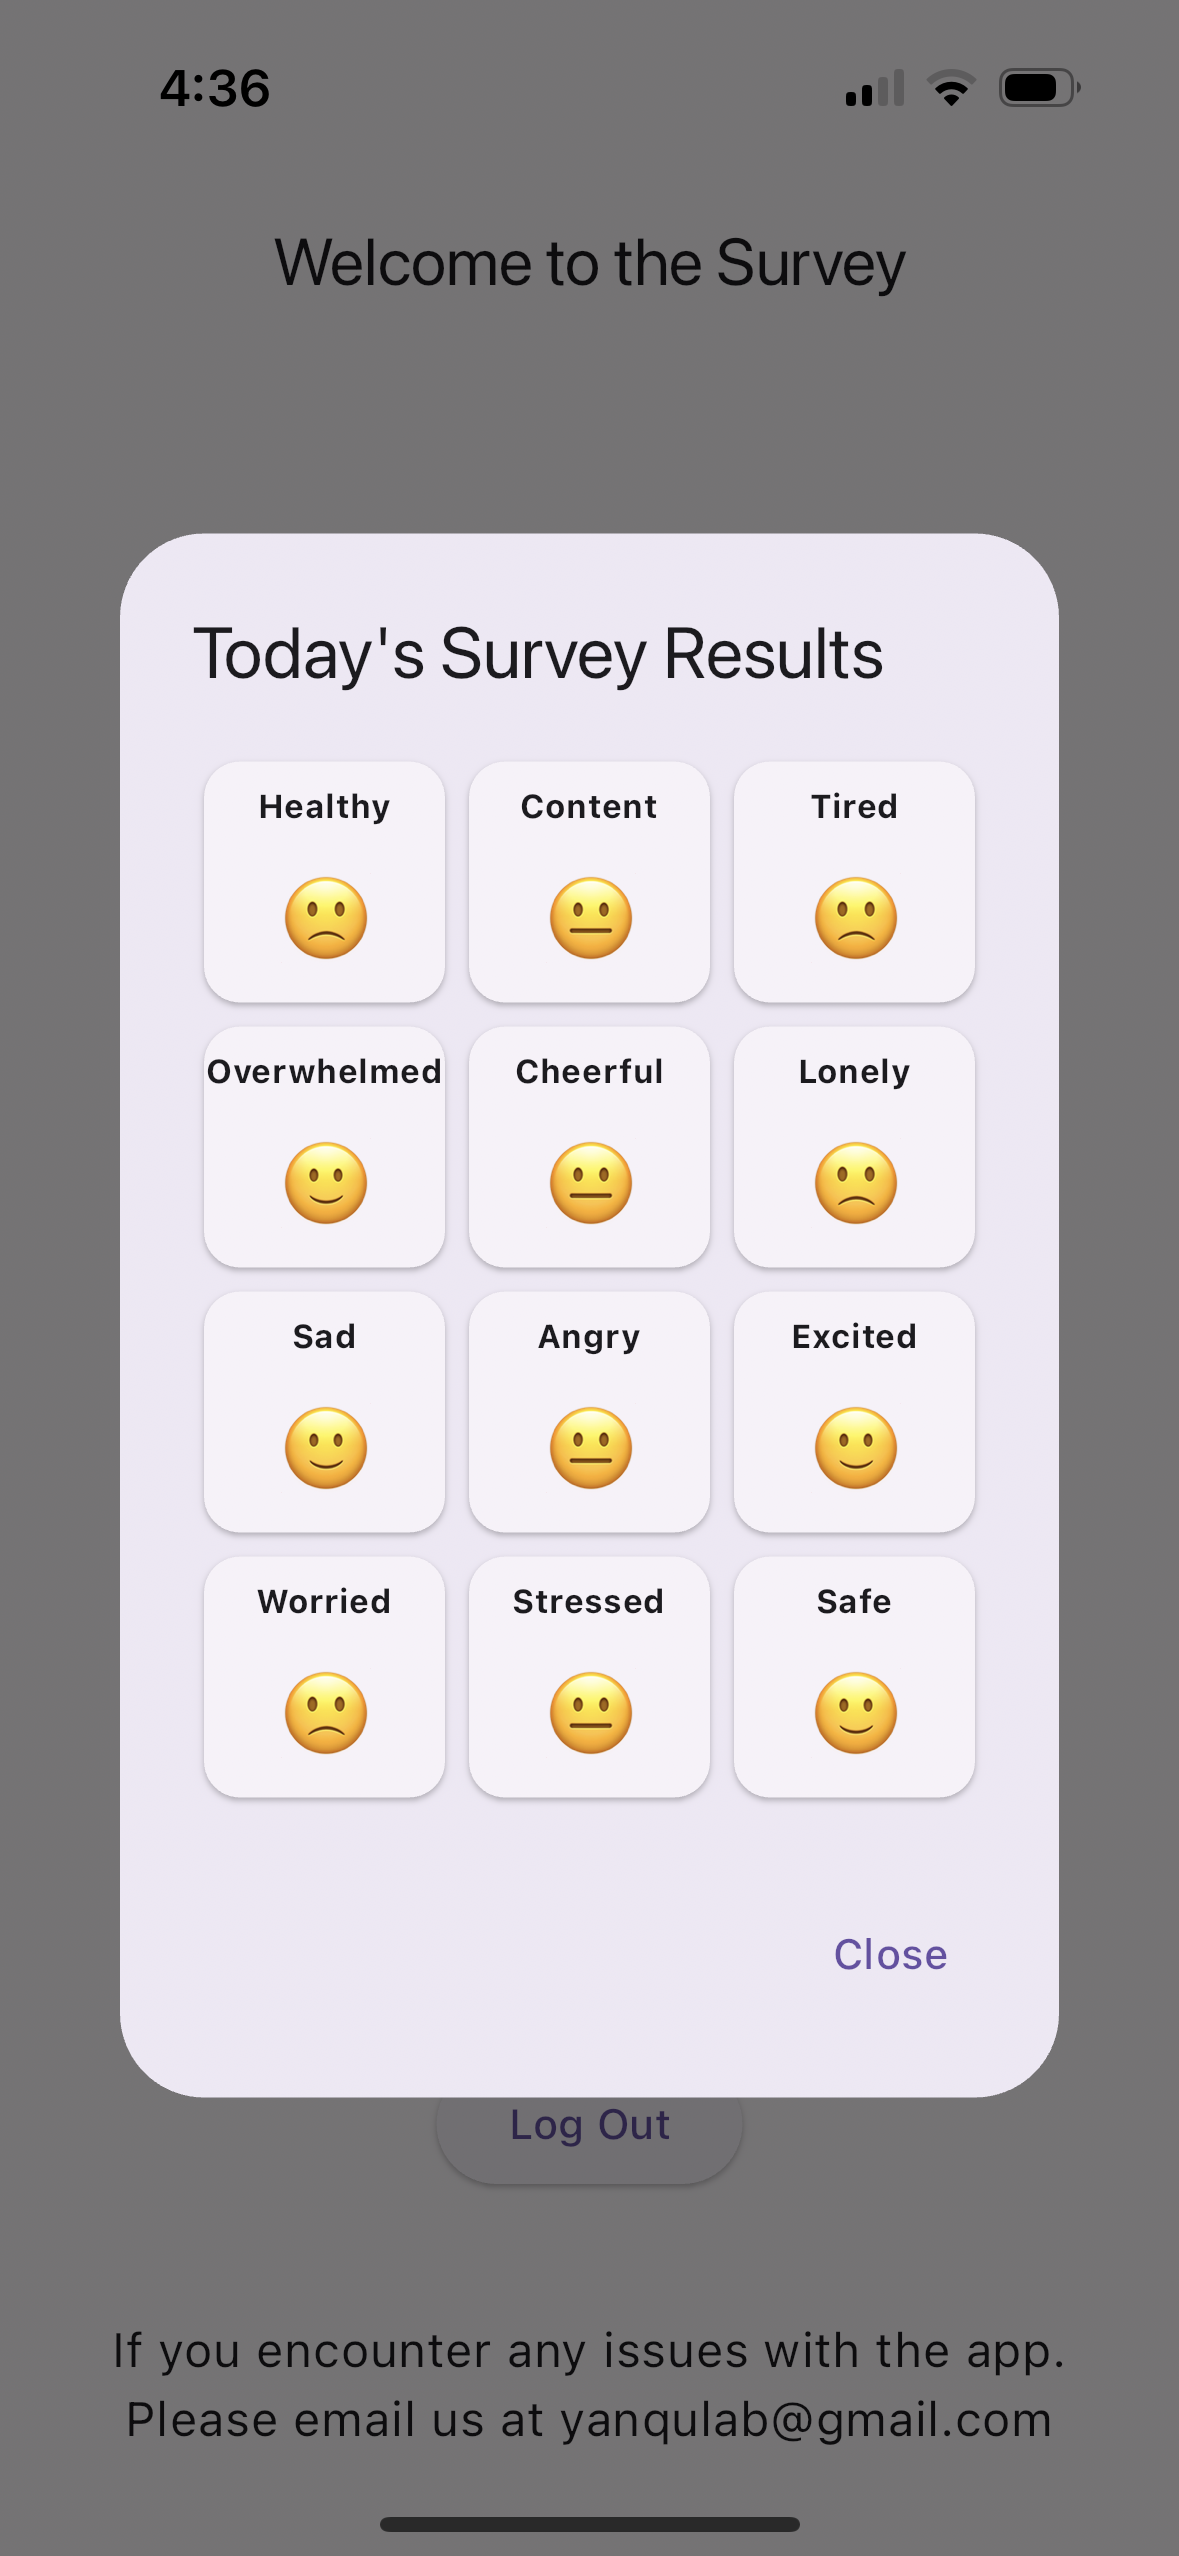 4:36
Welcome to the Survey
Today's Survey Results
Healthy
Content
Tired
Overwhelmed
Cheerful
Lonely
Sad
Angry
Excited
Worried
Stressed
Safe
Close
Log Out
If you encounter any issues with the app.
Please email us at yanqulab@gmail.com